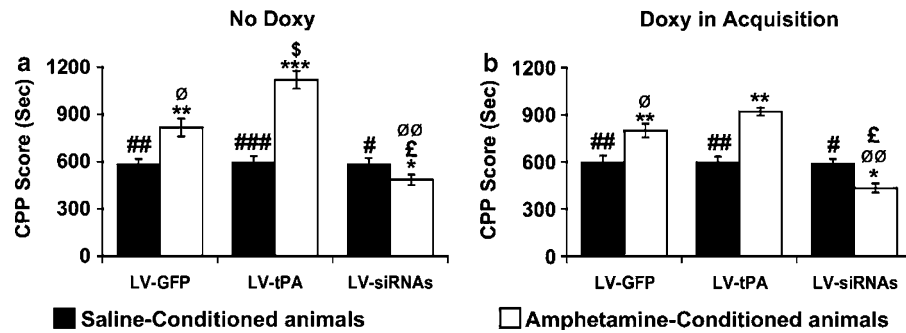 No Doxy
Doxy in Acquisition
a
CPP Score (Sec)
1200
900
600
300
0
##
Ø
**
###
$
***
#
ØØ
£
*
LV-GFP
LV-tPA
LV-siRNAs
b
CPP Score (Sec)
1200
900
600
300
0
##
Ø
**
##
**
#
£
ØØ
*
LV-GFP
LV-tPA
LV-siRNAs
Saline-Conditioned animals
Amphetamine-Conditioned animals